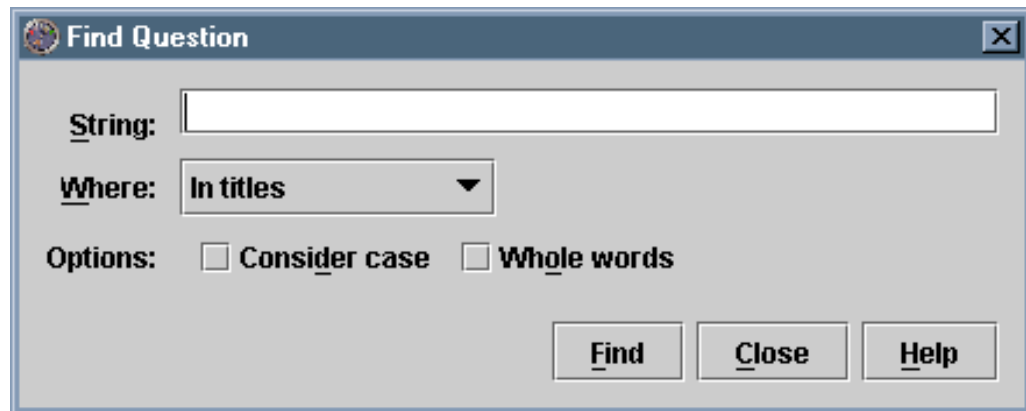 Find Question
String:
Where: In titles
Options: Consider case Whole words
Find Close Help